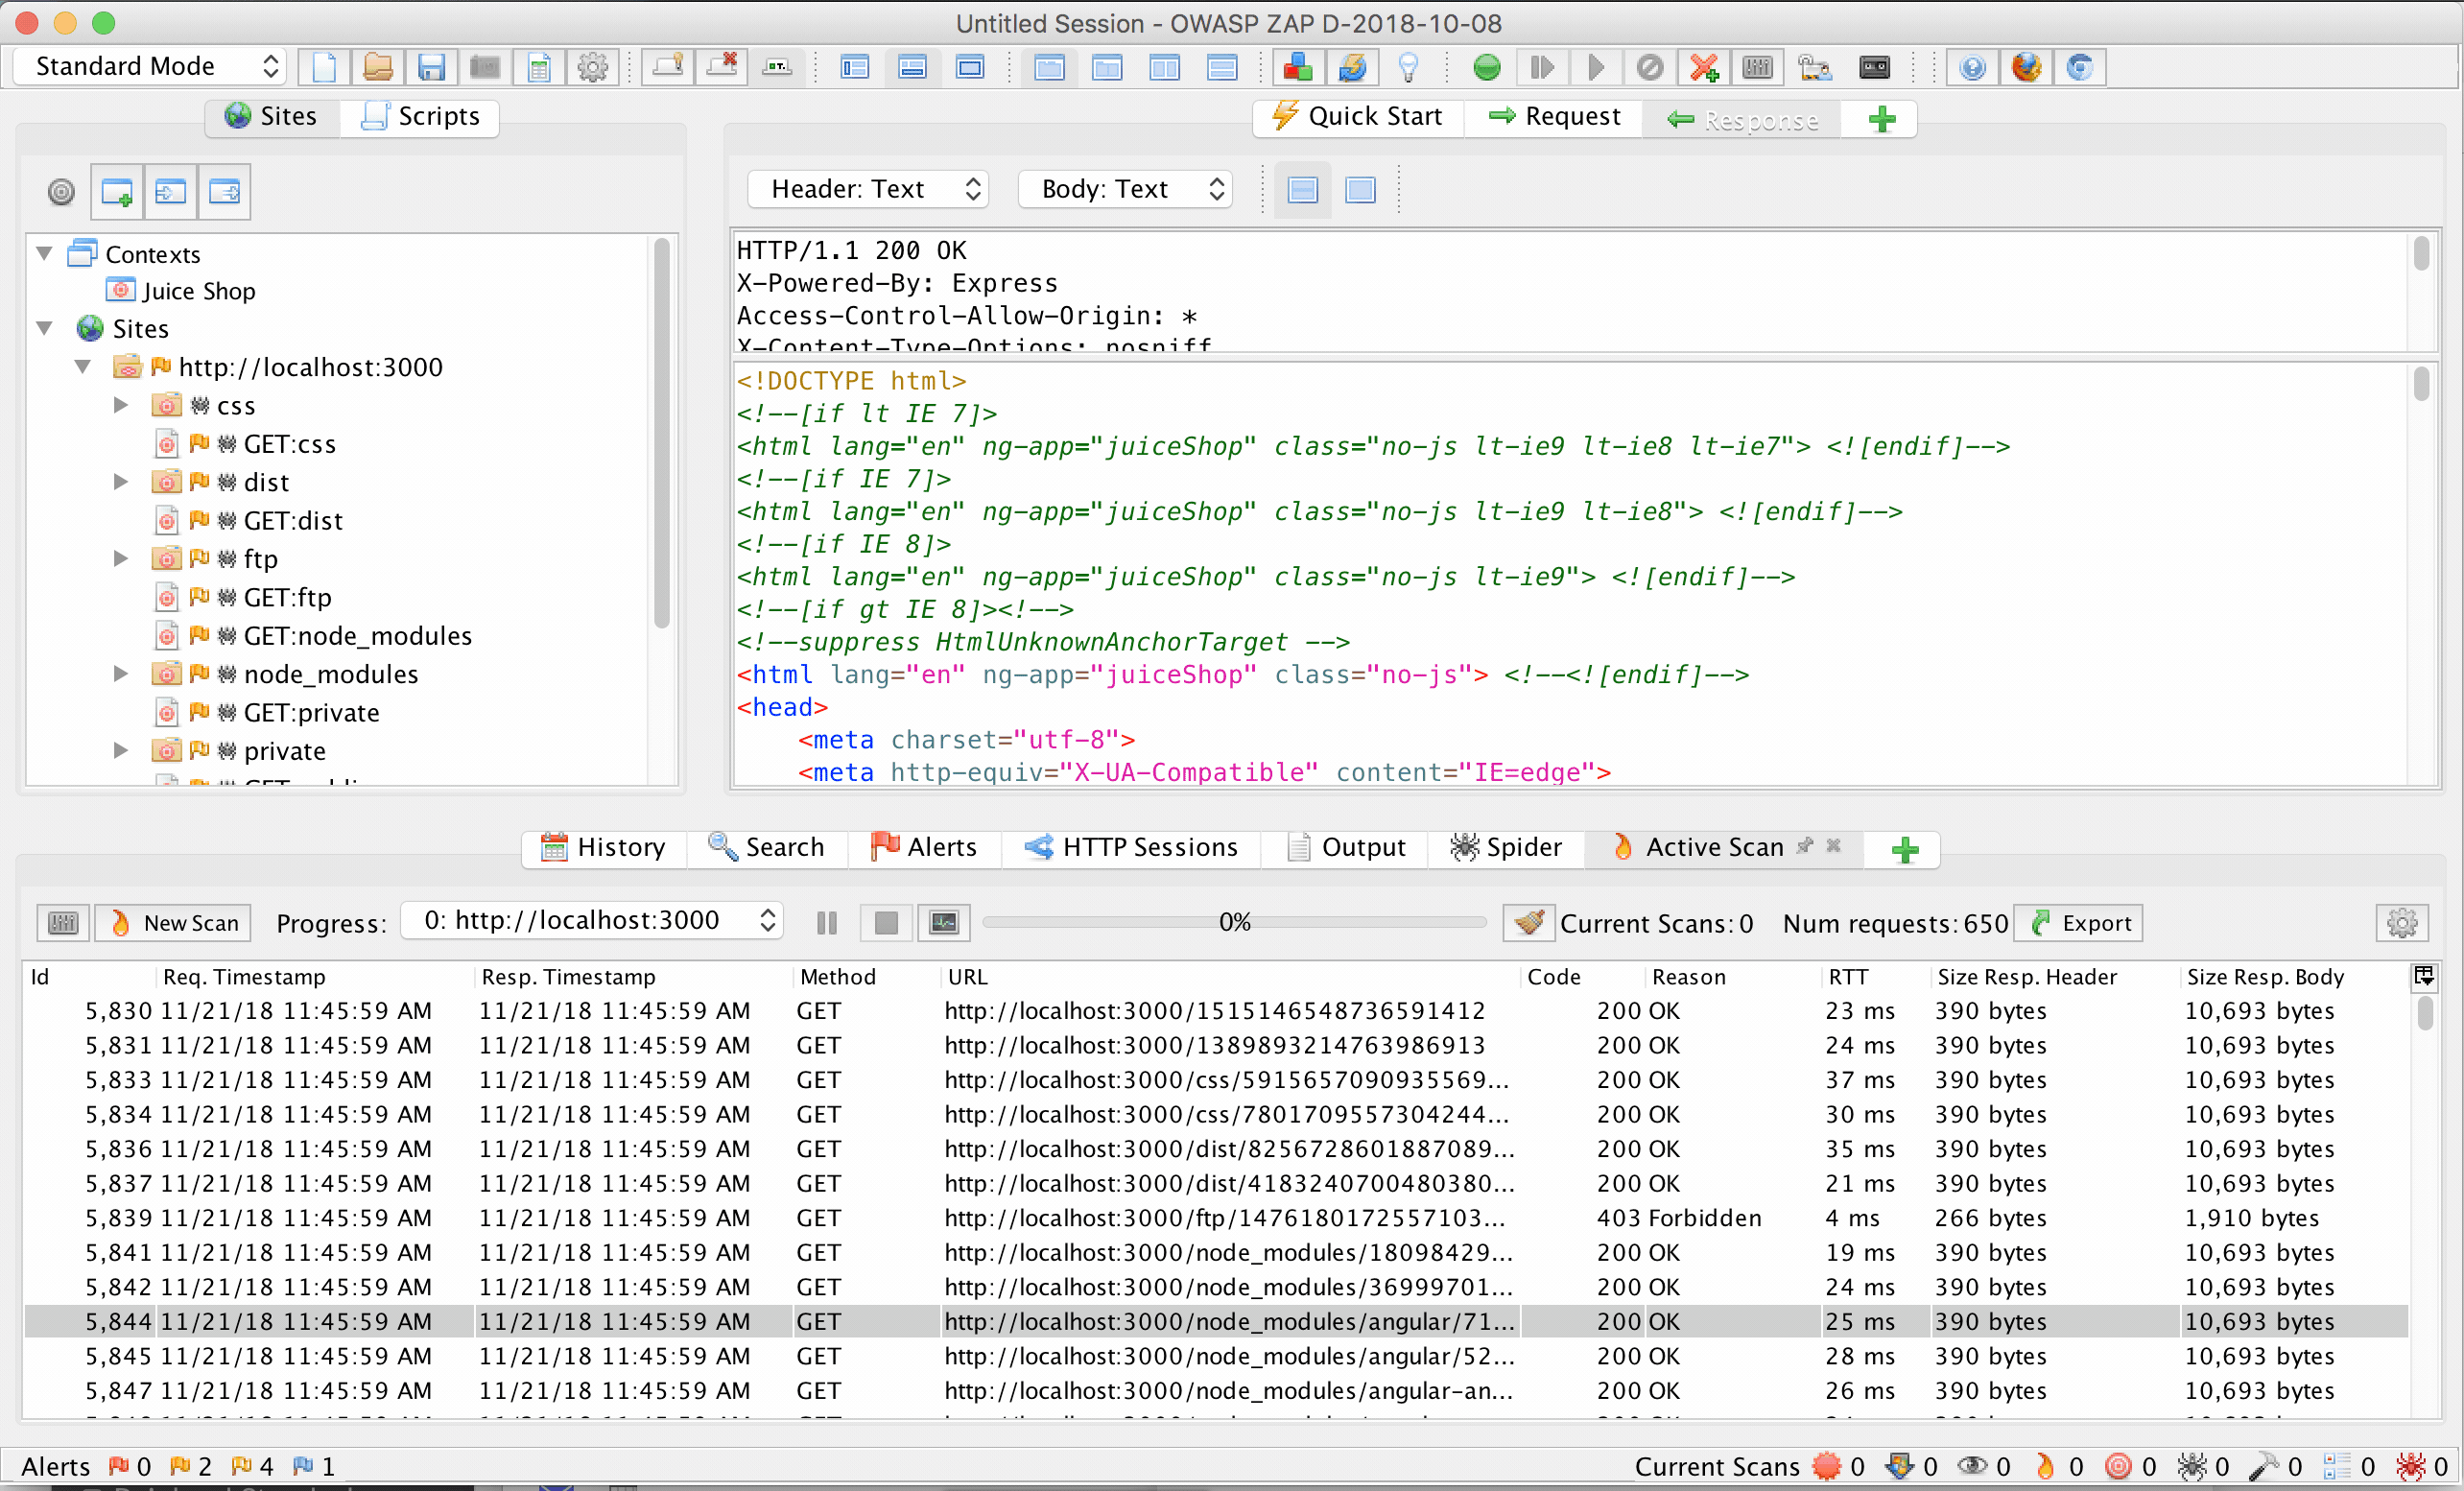 Untitled Session - OWASP ZAP D-2018-10-08
Standard Mode
Sites Scripts
Quick Start Request Response
Header: Text Body: Text
Contexts
Juice Shop
Sites
http://localhost:3000
css
GET:css
dist
GET:dist
ftp
GET:ftp
GET:node_modules
node_modules
GET:private
private
HTTP/1.1 200 OK
X-Powered-By: Express
Access-Control-Allow-Origin: *
X-Content-Type-Options: nosniff
<!DOCTYPE html>
<!--[if lt IE 7]>
<html lang="en" ng-app="juiceShop" class="no-js lt-ie9 lt-ie8 lt-ie7"> <![endif]-->
<!--[if IE 7]>
<html lang="en" ng-app="juiceShop" class="no-js lt-ie9 lt-ie8"> <![endif]-->
<!--[if IE 8]>
<html lang="en" ng-app="juiceShop" class="no-js lt-ie9"> <![endif]-->
<!--[if gt IE 8]><!-->
<!--suppress HtmlUnknownAnchorTarget -->
<html lang="en" ng-app="juiceShop" class="no-js"> <!--<![endif]-->
<head>
<meta charset="utf-8">
<meta http-equiv="X-UA-Compatible" content="IE=edge">
History Search Alerts HTTP Sessions Output Spider Active Scan
New Scan Progress: 0: http://localhost:3000 0% Current Scans:0 Num requests:650 Export
Id Req. Timestamp Resp. Timestamp Method URL Code Reason RTT Size Resp. Header Size Resp. Body
5,830 11/21/18 11:45:59 AM 11/21/18 11:45:59 AM GET http://localhost:3000/1515146548736591412 200 OK 23 ms 390 bytes 10,693 bytes
5,831 11/21/18 11:45:59 AM 11/21/18 11:45:59 AM GET http://localhost:3000/1389893214763986913 200 OK 24 ms 390 bytes 10,693 bytes
5,833 11/21/18 11:45:59 AM 11/21/18 11:45:59 AM GET http://localhost:3000/css/5915657090935569... 200 OK 37 ms 390 bytes 10,693 bytes
5,834 11/21/18 11:45:59 AM 11/21/18 11:45:59 AM GET http://localhost:3000/css/7801709557304244... 200 OK 30 ms 390 bytes 10,693 bytes
5,836 11/21/18 11:45:59 AM 11/21/18 11:45:59 AM GET http://localhost:3000/dist/8256728601887089... 200 OK 35 ms 390 bytes 10,693 bytes
5,837 11/21/18 11:45:59 AM 11/21/18 11:45:59 AM GET http://localhost:3000/dist/4183240700480380... 200 OK 21 ms 390 bytes 10,693 bytes
5,839 11/21/18 11:45:59 AM 11/21/18 11:45:59 AM GET http://localhost:3000/ftp/1476180172557103... 403 Forbidden 4 ms 266 bytes 1,910 bytes
5,841 11/21/18 11:45:59 AM 11/21/18 11:45:59 AM GET http://localhost:3000/node_modules/18098429... 200 OK 19 ms 390 bytes 10,693 bytes
5,842 11/21/18 11:45:59 AM 11/21/18 11:45:59 AM GET http://localhost:3000/node_modules/36999701... 200 OK 24 ms 390 bytes 10,693 bytes
5,844 11/21/18 11:45:59 AM 11/21/18 11:45:59 AM GET http://localhost:3000/node_modules/angular/71... 200 OK 25 ms 390 bytes 10,693 bytes
5,845 11/21/18 11:45:59 AM 11/21/18 11:45:59 AM GET http://localhost:3000/node_modules/angular/52... 200 OK 28 ms 390 bytes 10,693 bytes
5,847 11/21/18 11:45:59 AM 11/21/18 11:45:59 AM GET http://localhost:3000/node_modules/angular-an... 200 OK 26 ms 390 bytes 10,693 bytes
Alerts 0 2 4 1 Current Scans 0 0 0 0 0 0 0 0 0